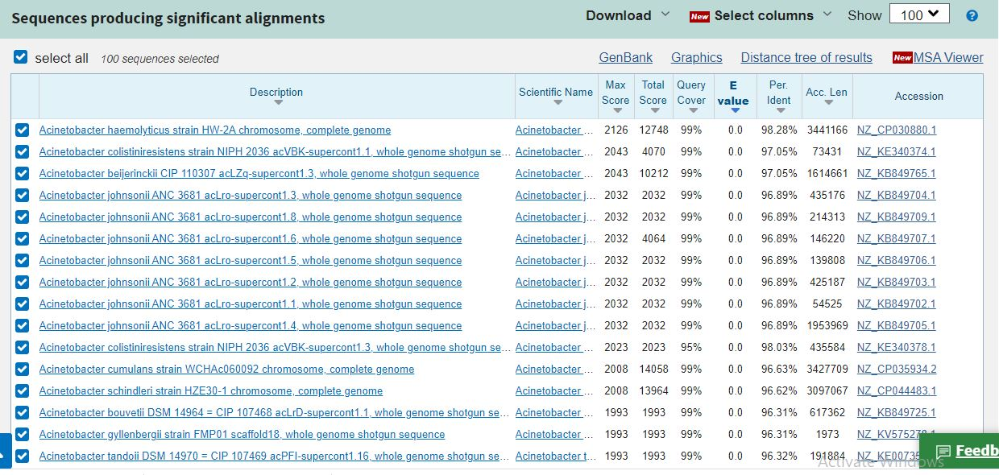 Sequences producing significant alignments Download New Select columns Show 100 ?
select all 100 sequences selected GenBank Graphics Distance tree of results New MSA Viewer
Description Scientific Name Max Score Total Score Query Cover E value Per. Ident Acc. Len Accession
Acinetobacter haemolyticus strain HW-2A chromosome, complete genome Acinetobacter ... 2126 12748 99% 0.0 98.28% 3441166 NZ_CP030880.1
Acinetobacter colistiniresistens strain NIPH 2036 acVBK-supercont1.1, whole genome shotgun se... Acinetobacter ... 2043 4070 99% 0.0 97.05% 73431 NZ_KE340374.1
Acinetobacter beijerinckii CIP 110307 acLZq-supercont1.3, whole genome shotgun sequence Acinetobacter ... 2043 10212 99% 0.0 97.05% 1614661 NZ_KB849765.1
Acinetobacter johnsonii ANC 3681 acLro-supercont1.3, whole genome shotgun sequence Acinetobacter j... 2032 2032 99% 0.0 96.89% 435176 NZ_KB849704.1
Acinetobacter johnsonii ANC 3681 acLro-supercont1.8, whole genome shotgun sequence Acinetobacter j... 2032 2032 99% 0.0 96.89% 214313 NZ_KB849709.1
Acinetobacter johnsonii ANC 3681 acLro-supercont1.6, whole genome shotgun sequence Acinetobacter j... 2032 4064 99% 0.0 96.89% 146220 NZ_KB849707.1
Acinetobacter johnsonii ANC 3681 acLro-supercont1.5, whole genome shotgun sequence Acinetobacter j... 2032 2032 99% 0.0 96.89% 139808 NZ_KB849706.1
Acinetobacter johnsonii ANC 3681 acLro-supercont1.2, whole genome shotgun sequence Acinetobacter j... 2032 2032 99% 0.0 96.89% 425187 NZ_KB849703.1
Acinetobacter johnsonii ANC 3681 acLro-supercont1.1, whole genome shotgun sequence Acinetobacter j... 2032 2032 99% 0.0 96.89% 54525 NZ_KB849702.1
Acinetobacter johnsonii ANC 3681 acLro-supercont1.4, whole genome shotgun sequence Acinetobacter j... 2032 2032 99% 0.0 96.89% 1953969 NZ_KB849705.1
Acinetobacter colistiniresistens strain NIPH 2036 acVBK-supercont1.3, whole genome shotgun se... Acinetobacter ... 2023 2023 95% 0.0 98.03% 435584 NZ_KE340378.1
Acinetobacter cumulans strain WCHAc060092 chromosome, complete genome Acinetobacter ... 2008 14058 99% 0.0 96.63% 3427709 NZ_CP035934.2
Acinetobacter schindleri strain HZE30-1 chromosome, complete genome Acinetobacter ... 2008 13964 99% 0.0 96.62% 3097067 NZ_CP044483.1
Acinetobacter bouvetii DSM 14964 = CIP 107468 acLrD-supercont1.1, whole genome shotgun se... Acinetobacter ... 1993 1993 99% 0.0 96.31% 617362 NZ_KB849725.1
Acinetobacter gyllenbergii strain FMP01 scaffold18, whole genome shotgun sequence Acinetobacter ... 1993 1993 99% 0.0 96.31% 1973
Acinetobacter tandoii DSM 14970 = CIP 107469 acPFI-supercont1.16, whole genome shotgun se... Acinetobacter t... 1993 1993 99% 0.0 96.32% 191884 NZ_KE00735 Feedb
Activate Windows